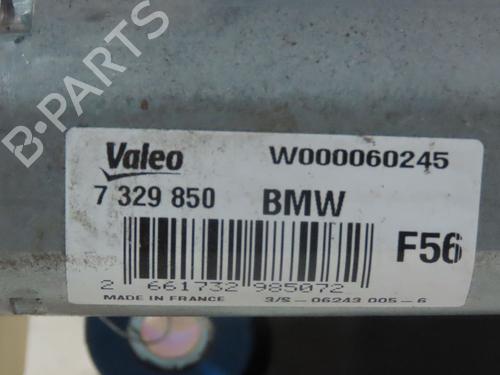 Valeo W000060245
7 329 850 BMW
F56
2 661732 985072
MADE IN FRANCE 3/S - 06243 005 - 6
B-PARTS